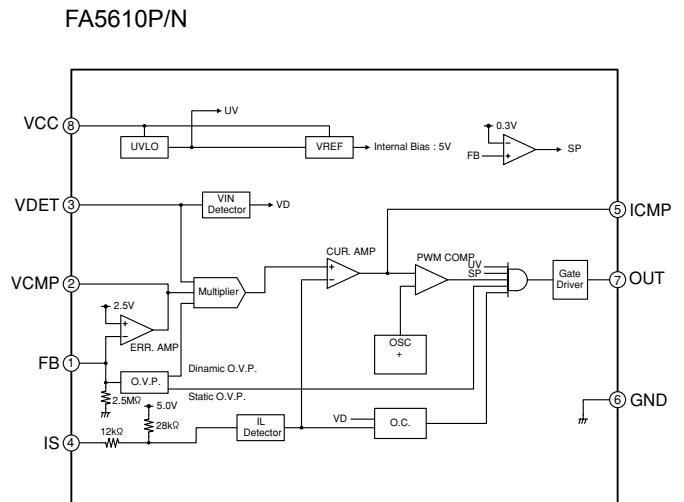 FA5610P/N
VCC 8
UV
UVLO
VREF
Internal Bias : 5V
0.3V
−
FB
+
SP
VDET 3
VIN
Detector
VD
5 ICMP
CUR. AMP
PWM COMP.
UV
SP
VCMP 2
Multiplier
+
−
Gate
Driver
7 OUT
2.5V
+
−
ERR. AMP
OSC
+
FB 1
O.V.P.
Dinamic O.V.P.
Static O.V.P.
2.5MΩ
5.0V
6 GND
IS 4
12kΩ
28kΩ
IL
Detector
VD
O.C.